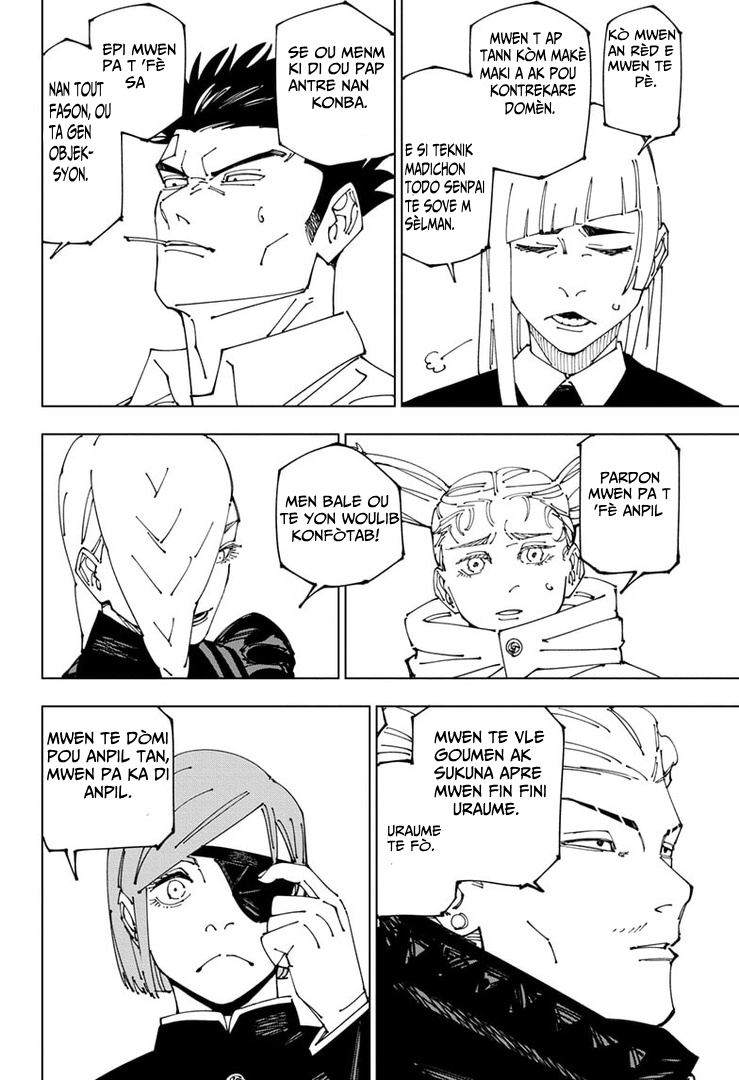 KÒ MWEN
AN RÈD E
MWEN TE
PÈ.
MWEN T AP
TANN KÒM MAKÈ
MAKI A AK POU
KONTREKARE
DOMÈN.
E SI TEKNIK
MADICHON
TODO SENPAI
TE SOVE M
SÈLMAN.
SE OU MENM
KI DI OU PAP
ANTRE NAN
KONBA.
EPI MWEN
PA T 'FÈ
SA
NAN TOUT
FASON, OU
TA GEN
OBJEK-
SYON.
PARDON
MWEN PA T
'FÈ ANPIL
MEN BALE OU
TE YON WOULIB
KONFÒTAB!
MWEN TE VLE
GOUMEN AK
SUKUNA APRE
MWEN FIN FINI
URAUME.
URAUME
TE FÒ.
MWEN TE DÒMI
POU ANPIL TAN,
MWEN PA KA DI
ANPIL.